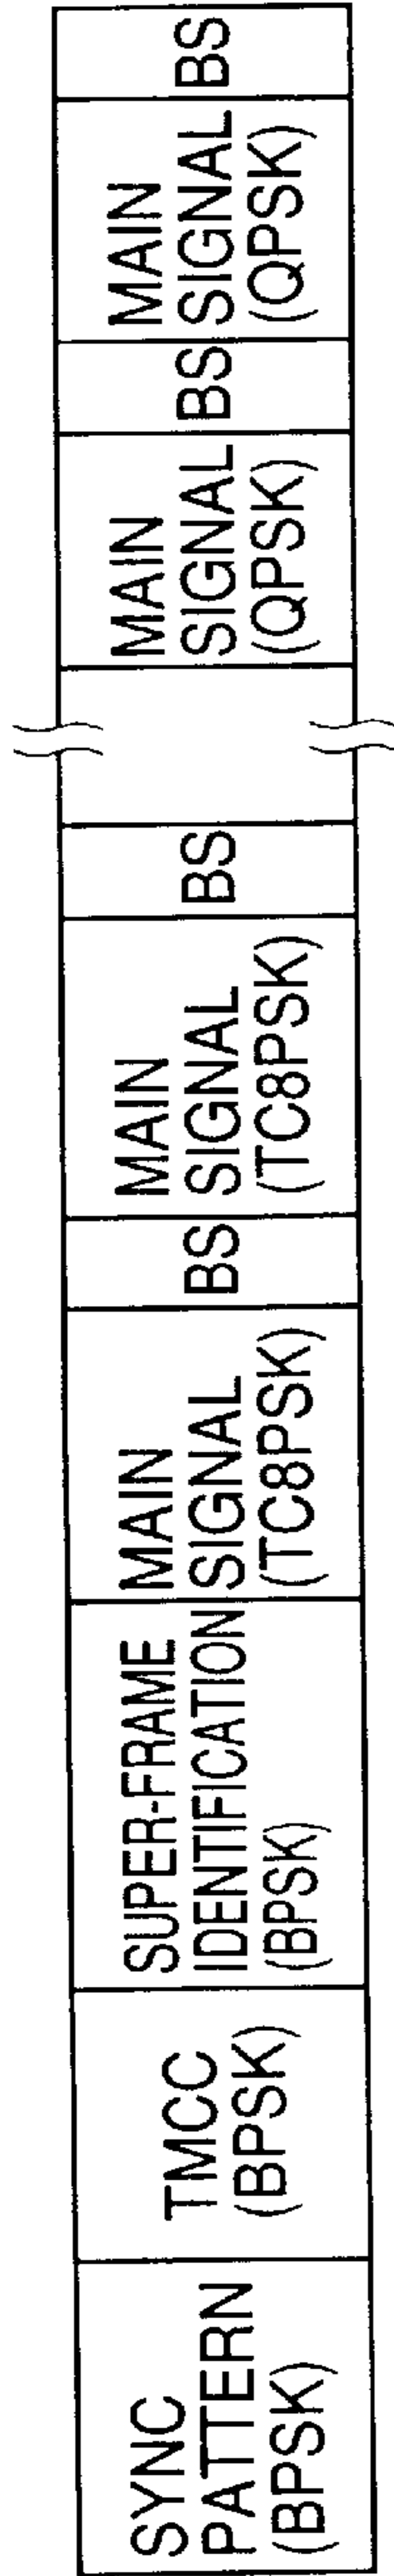 SYNC
PATTERN
(BPSK)
TMCC
(BPSK)
SUPER-FRAME
IDENTIFICATION
(BPSK)
MAIN
SIGNAL
(TC8PSK)
BS
MAIN
SIGNAL
(TC8PSK)
BS
MAIN
SIGNAL
(QPSK)
BS
MAIN
SIGNAL
(QPSK)
BS